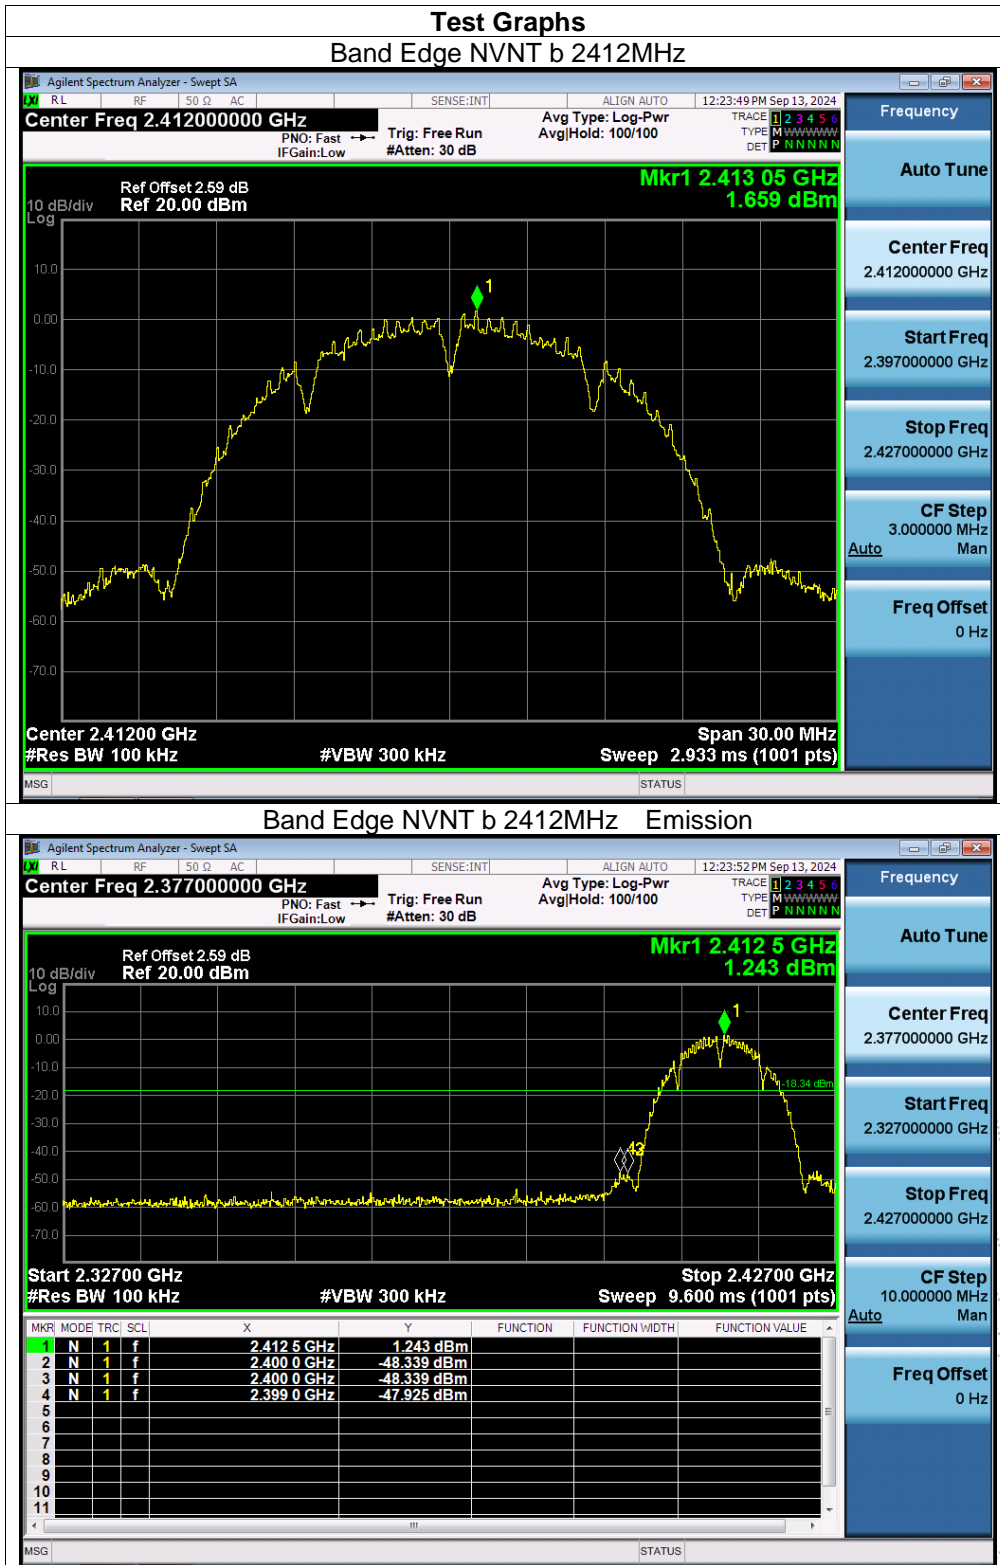 Test Graphs
Band Edge NVNT b 2412MHz
Agilent Spectrum Analyzer - Swept SA
LXI RL RF 50 Ω AC SENSE:INT ALIGN AUTO 12:23:49 PM Sep 13, 2024
Center Freq 2.412000000 GHz
PNO: Fast
IFGain:Low
Trig: Free Run
#Atten: 30 dB
Avg Type: Log-Pwr
Avg|Hold: 100/100
TRACE 1 2 3 4 5 6
TYPE M W W W W W
DET P N N N N N
Frequency
Auto Tune
Center Freq
2.412000000 GHz
Start Freq
2.397000000 GHz
Stop Freq
2.427000000 GHz
CF Step
3.000000 MHz
Auto Man
Freq Offset
0 Hz
Mkr1 2.413 05 GHz
1.659 dBm
Ref Offset 2.59 dB
10 dB/div Ref 20.00 dBm
Log
1
10.0
0.00
-10.0
-20.0
-30.0
-40.0
-50.0
-60.0
-70.0
Center 2.41200 GHz Span 30.00 MHz
#Res BW 100 kHz #VBW 300 kHz Sweep 2.933 ms (1001 pts)
MSG STATUS
Band Edge NVNT b 2412MHz Emission
Agilent Spectrum Analyzer - Swept SA
LXI RL RF 50 Ω AC SENSE:INT ALIGN AUTO 12:23:52 PM Sep 13, 2024
Center Freq 2.377000000 GHz
PNO: Fast
IFGain:Low
Trig: Free Run
#Atten: 30 dB
Avg Type: Log-Pwr
Avg|Hold: 100/100
TRACE 1 2 3 4 5 6
TYPE M W W W W W
DET P N N N N N
Frequency
Auto Tune
Center Freq
2.377000000 GHz
Start Freq
2.327000000 GHz
Stop Freq
2.427000000 GHz
CF Step
10.000000 MHz
Auto Man
Freq Offset
0 Hz
Mkr1 2.412 5 GHz
1.243 dBm
Ref Offset 2.59 dB
10 dB/div Ref 20.00 dBm
Log
1
10.0
0.00
-10.0
-18.34 dBm
-20.0
-30.0
-40.0
-50.0
-60.0
-70.0
Start 2.32700 GHz Stop 2.42700 GHz
#Res BW 100 kHz #VBW 300 kHz Sweep 9.600 ms (1001 pts)
MKR MODE TRC SCL X Y FUNCTION FUNCTION WIDTH FUNCTION VALUE
1 N 1 f 2.412 5 GHz 1.243 dBm
2 N 1 f 2.400 0 GHz -48.339 dBm
3 N 1 f 2.400 0 GHz -48.339 dBm
4 N 1 f 2.399 0 GHz -47.925 dBm
5
6
7
8
9
10
11
MSG STATUS